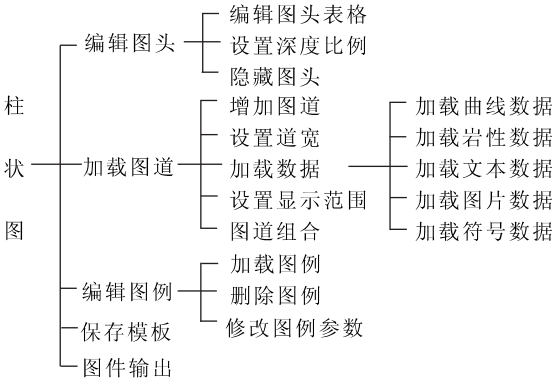 柱状图
编辑图头
编辑图头表格
设置深度比例
隐藏图头
加载图道
增加图道
设置道宽
加载数据
加载曲线数据
加载岩性数据
加载文本数据
加载图片数据
加载符号数据
设置显示范围
图道组合
编辑图例
加载图例
删除图例
修改图例参数
保存模板
图件输出